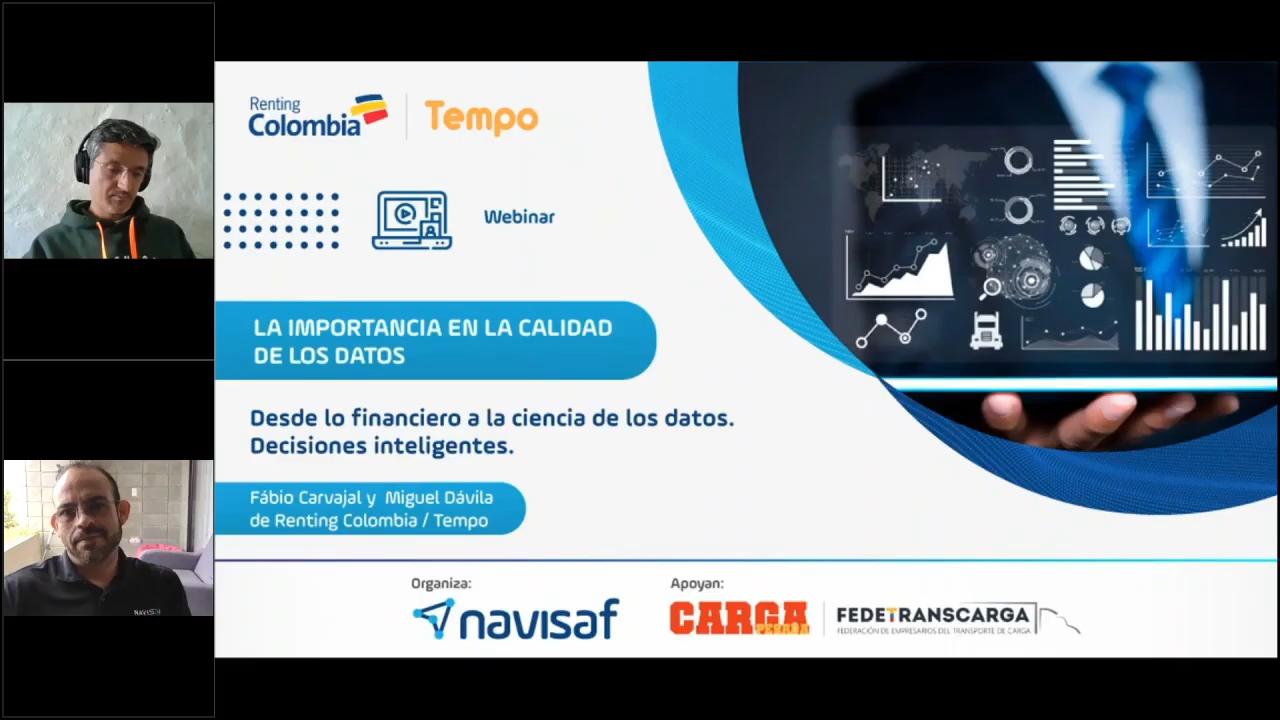 Renting
Colombia
Tempo
Webinar
LA IMPORTANCIA EN LA CALIDAD
DE LOS DATOS
Desde lo financiero a la ciencia de los datos.
Decisiones inteligentes.
Fábio Carvajal y Miguel Dávila
de Renting Colombia / Tempo
Organiza:
navisaf
Apoyan:
CARGA
PESADA
FEDETRANSCARGA
FEDERACIÓN DE EMPRESARIOS DEL TRANSPORTE DE CARGA